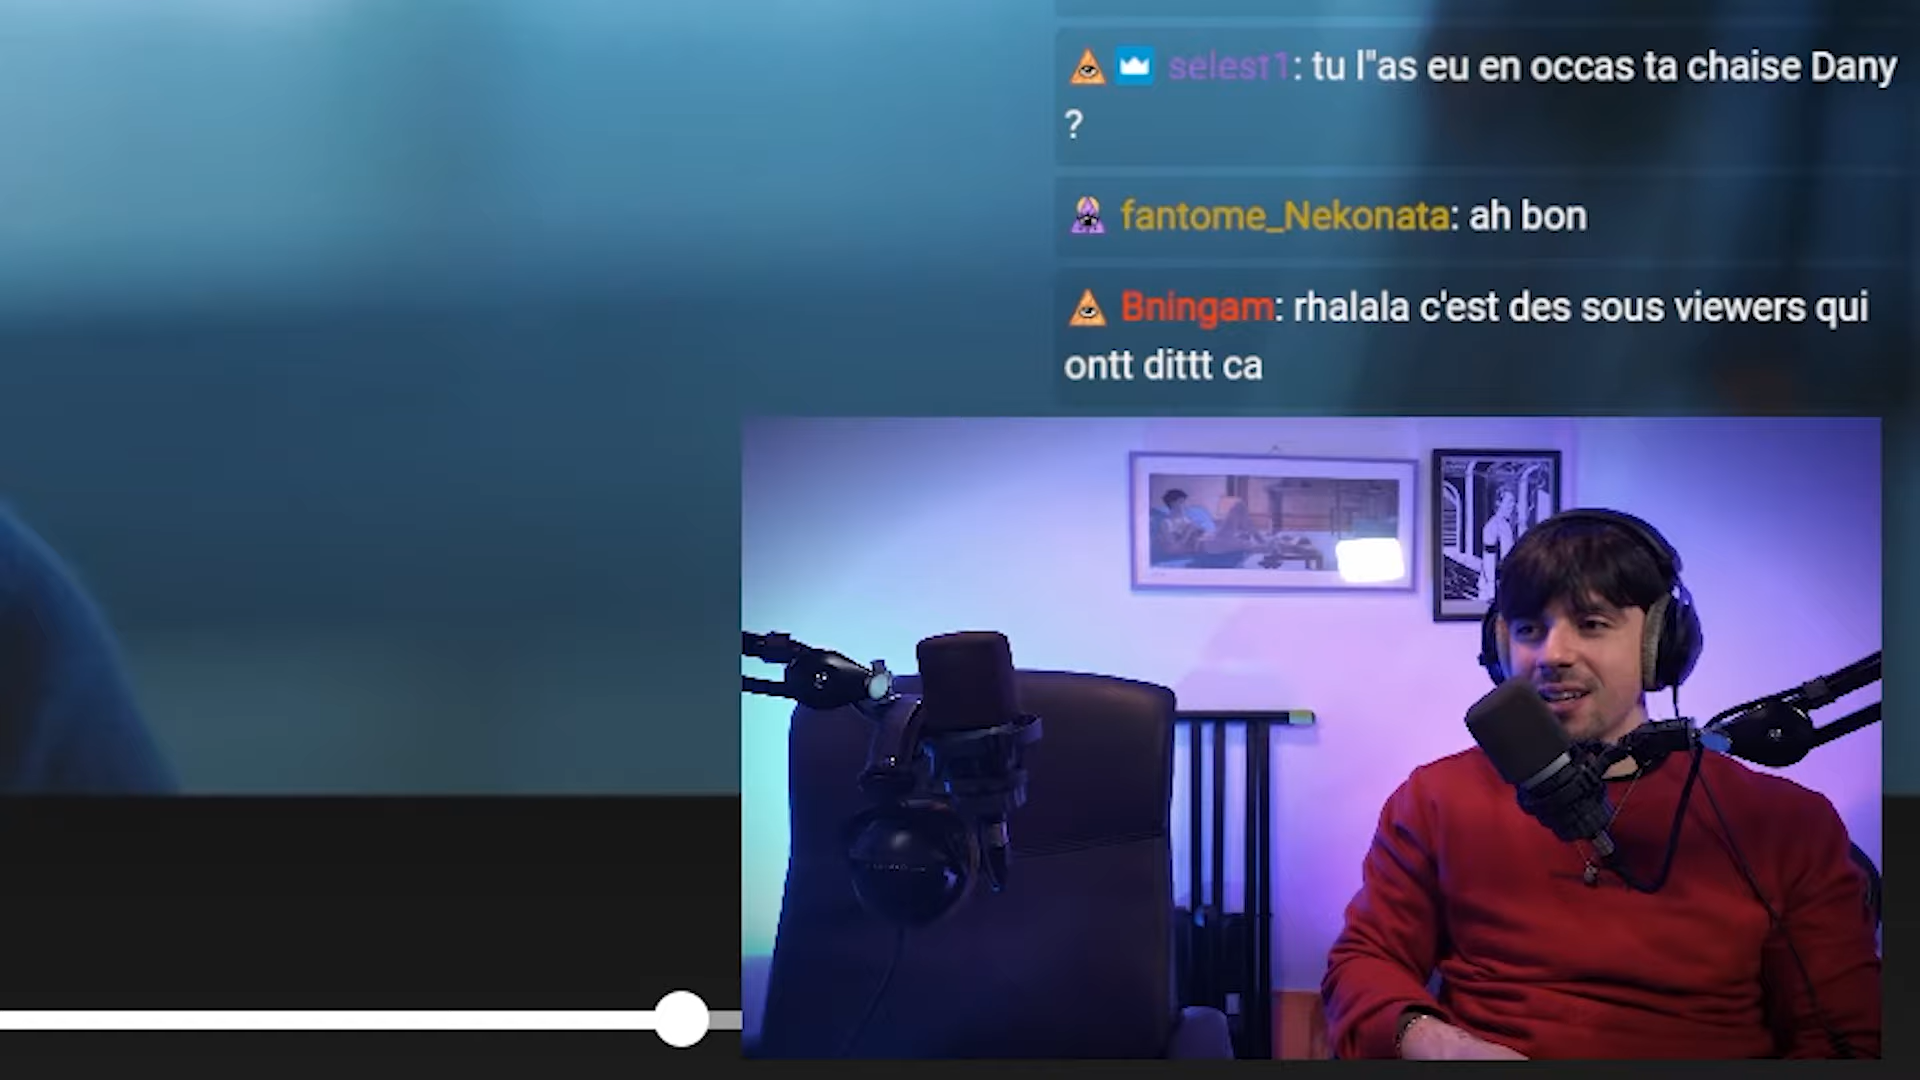 selest1: tu l"as eu en occas ta chaise Dany
?
fantome_Nekonata: ah bon
Bningam: rhalala c'est des sous viewers qui
ontt dittt ca